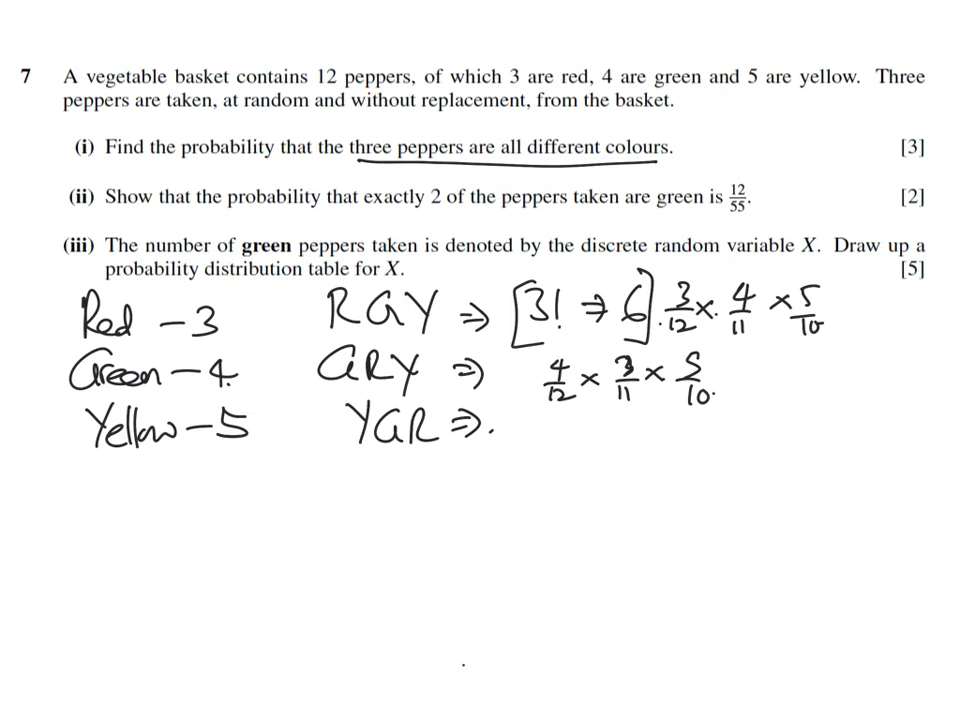 7 A vegetable basket contains 12 peppers, of which 3 are red, 4 are green and 5 are yellow. Three
peppers are taken, at random and without replacement, from the basket.
(i) Find the probability that the three peppers are all different colours. [3]
(ii) Show that the probability that exactly 2 of the peppers taken are green is 12/55. [2]
(iii) The number of green peppers taken is denoted by the discrete random variable X. Draw up a
probability distribution table for X. [5]
Red - 3 RGY ⇒ [3! ⇒ 6] · 3/12 × 4/11 × 5/10
Green - 4. GRY ⇒ 4/12 × 3/11 × 5/10.
Yellow - 5 YGR ⇒.